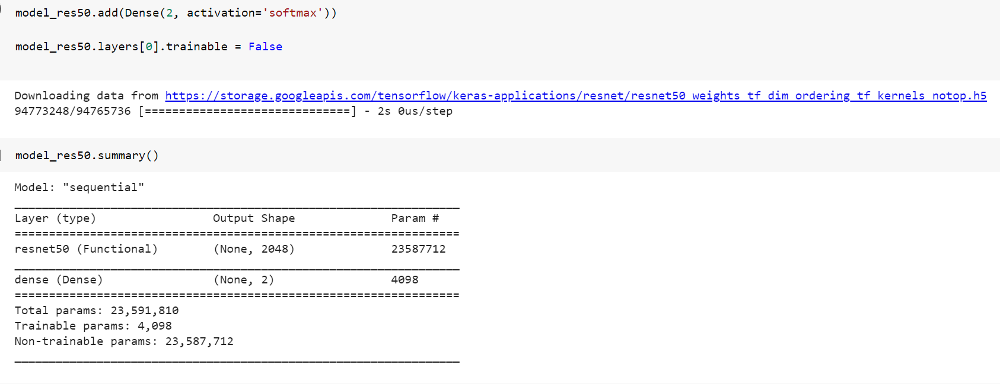 model_res50.add(Dense(2, activation='softmax'))
model_res50.layers[0].trainable = False
Downloading data from https://storage.googleapis.com/tensorflow/keras-applications/resnet/resnet50_weights_tf_dim_ordering_tf_kernels_notop.h5
94773248/94765736 [==============================] - 2s 0us/step
model_res50.summary()
Model: "sequential"
_________________________________________________________________
Layer (type) Output Shape Param #
=================================================================
resnet50 (Functional) (None, 2048) 23587712
_________________________________________________________________
dense (Dense) (None, 2) 4098
=================================================================
Total params: 23,591,810
Trainable params: 4,098
Non-trainable params: 23,587,712
_________________________________________________________________